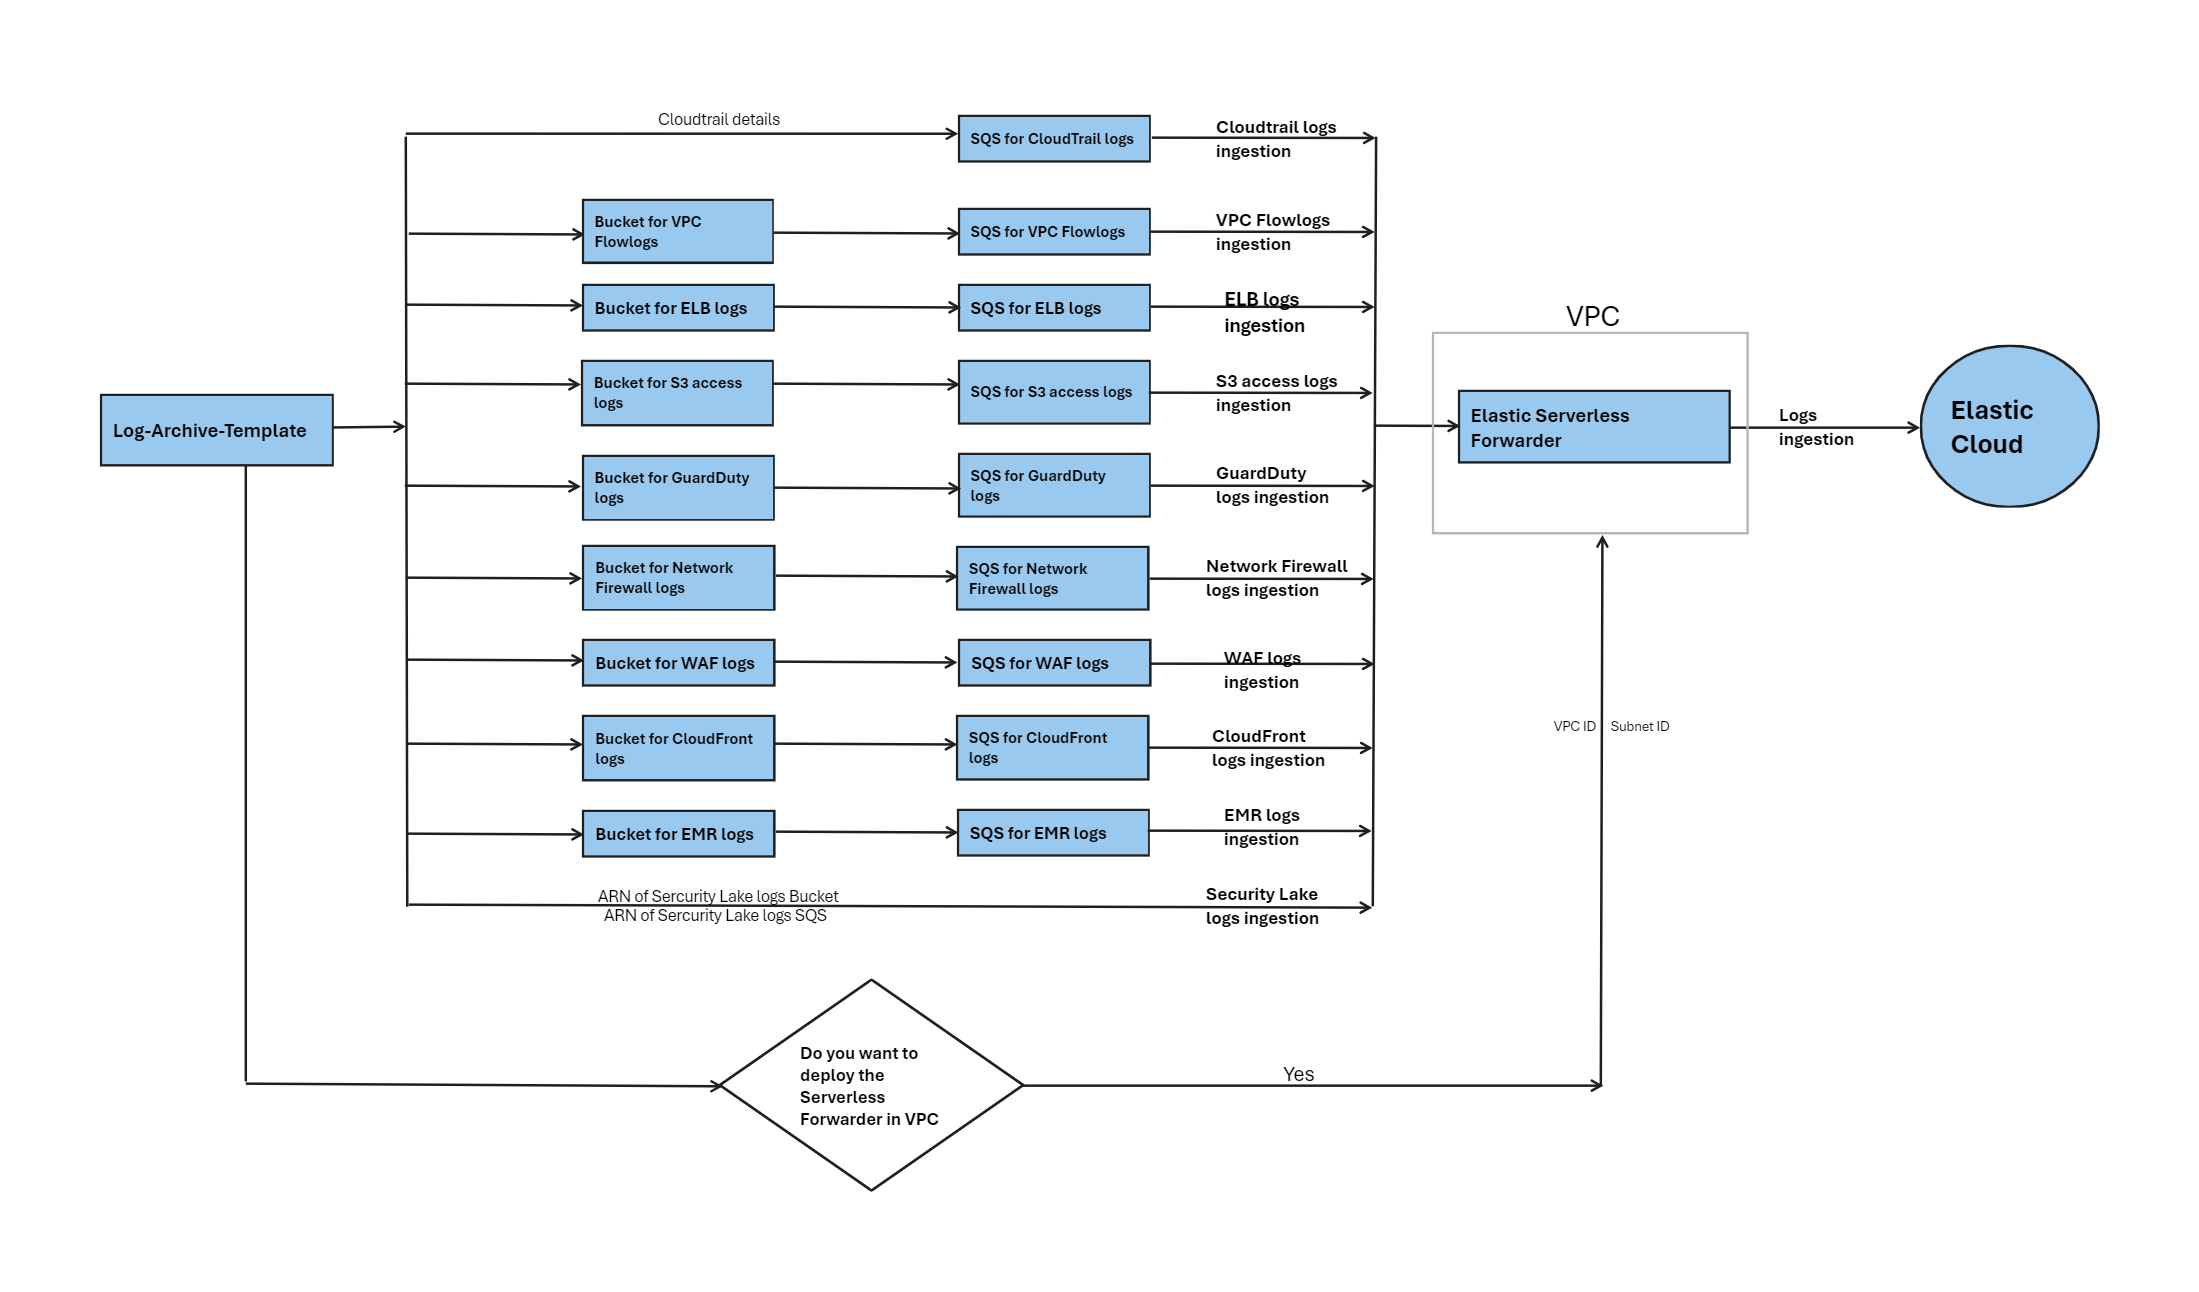 Cloudtrail details
SQS for CloudTrail logs
Cloudtrail logs
ingestion
Bucket for VPC
Flowlogs
SQS for VPC Flowlogs
VPC Flowlogs
ingestion
Bucket for ELB logs
SQS for ELB logs
ELB logs
ingestion
Bucket for S3 access
logs
SQS for S3 access logs
S3 access logs
ingestion
Log-Archive-Template
Bucket for GuardDuty
logs
SQS for GuardDuty
logs
GuardDuty
logs ingestion
Bucket for Network
Firewall logs
SQS for Network
Firewall logs
Network Firewall
logs ingestion
Bucket for WAF logs
SQS for WAF logs
WAF logs
ingestion
Bucket for CloudFront
logs
SQS for CloudFront
logs
CloudFront
logs ingestion
Bucket for EMR logs
SQS for EMR logs
EMR logs
ingestion
ARN of Sercurity Lake logs Bucket
ARN of Sercurity Lake logs SQS
Security Lake
logs ingestion
VPC
Elastic Serverless
Forwarder
Logs
ingestion
Elastic
Cloud
VPC ID
Subnet ID
Do you want to
deploy the
Serverless
Forwarder in VPC
Yes